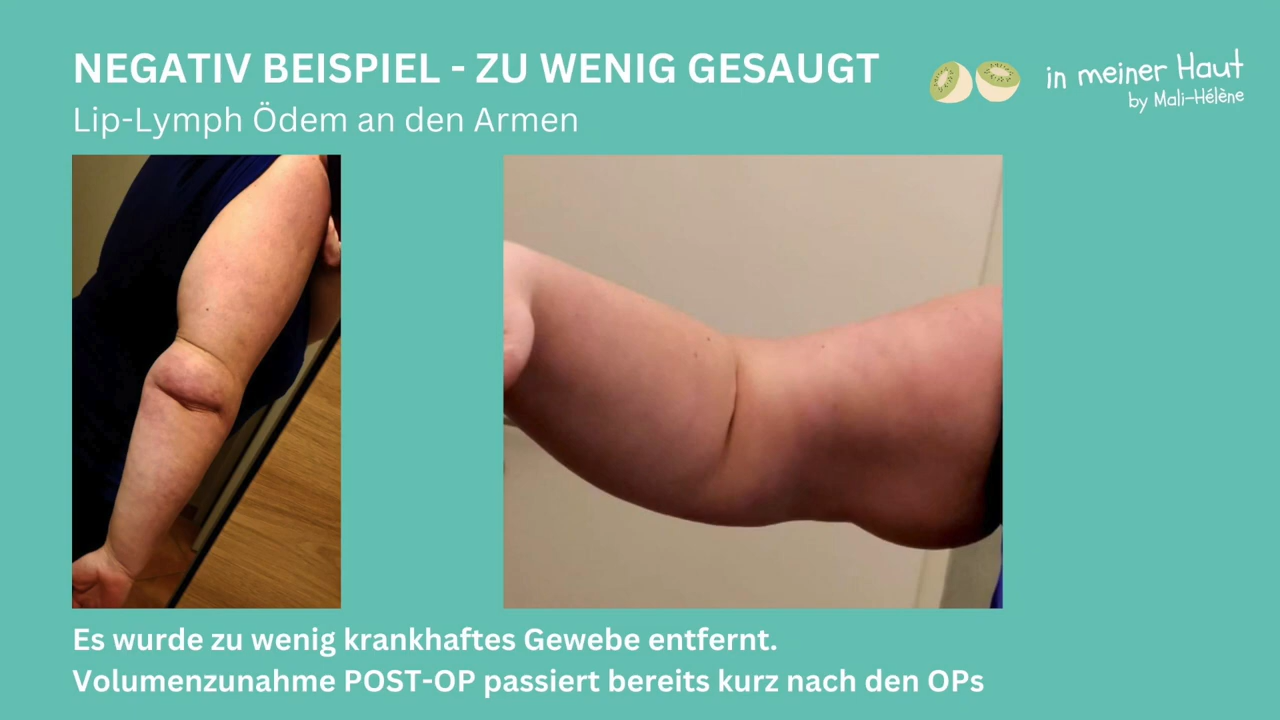 NEGATIV BEISPIEL - ZU WENIG GESAUGT
Lip-Lymph Ödem an den Armen
in meiner Haut
by Mali-Hélène
Es wurde zu wenig krankhaftes Gewebe entfernt.
Volumenzunahme POST-OP passiert bereits kurz nach den OPs